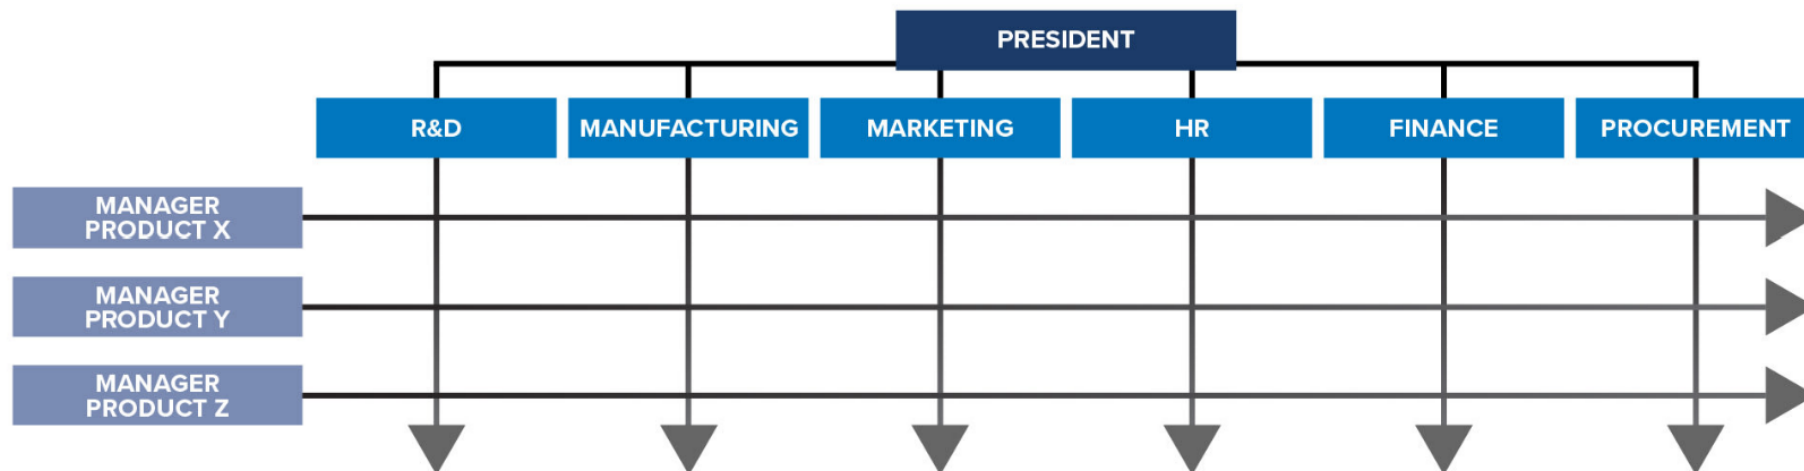 PRESIDENT
R&D
MANUFACTURING
MARKETING
HR
FINANCE
PROCUREMENT
MANAGER
PRODUCT X
MANAGER
PRODUCT Y
MANAGER
PRODUCT Z